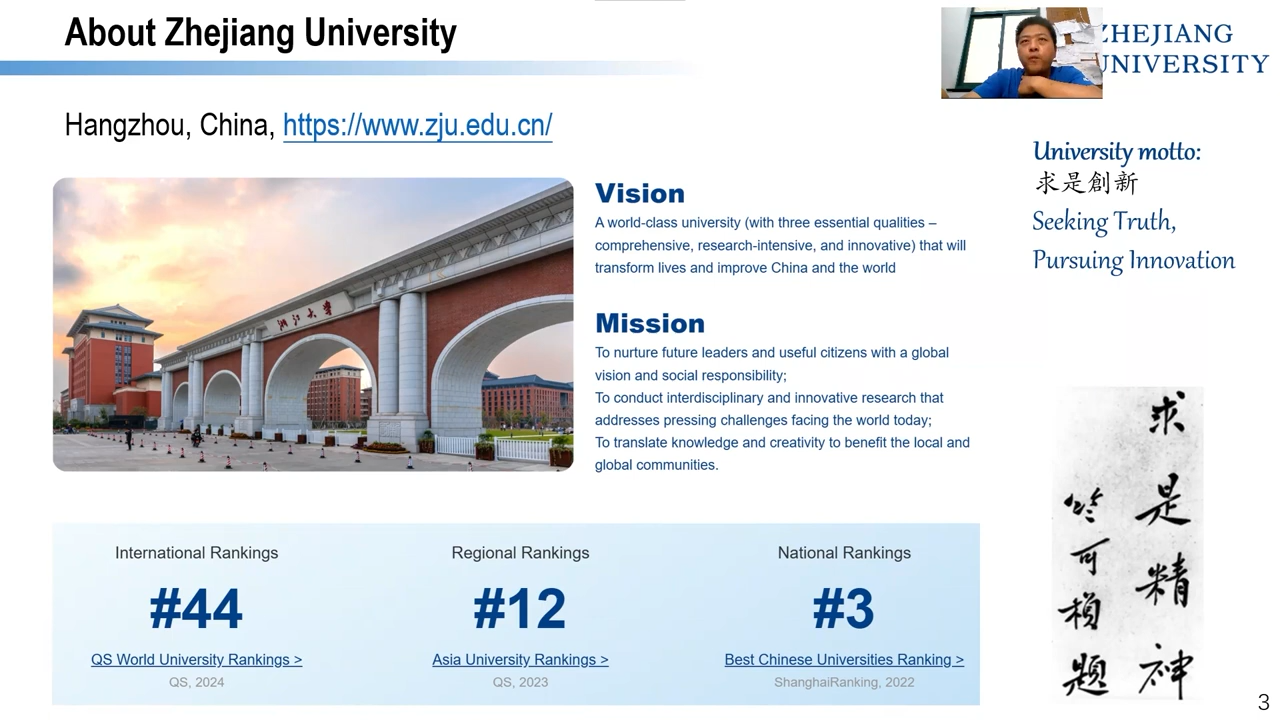 About Zhejiang University
ZHEJIANG
UNIVERSITY
Hangzhou, China, https://www.zju.edu.cn/
University motto:
求是創新
Seeking Truth,
Pursuing Innovation
浙江大學
Vision
A world-class university (with three essential qualities –
comprehensive, research-intensive, and innovative) that will
transform lives and improve China and the world
Mission
To nurture future leaders and useful citizens with a global
vision and social responsibility;
To conduct interdisciplinary and innovative research that
addresses pressing challenges facing the world today;
To translate knowledge and creativity to benefit the local and
global communities.
求是精神
竺可楨題
International Rankings
#44
QS World University Rankings >
QS, 2024
Regional Rankings
#12
Asia University Rankings >
QS, 2023
National Rankings
#3
Best Chinese Universities Ranking >
ShanghaiRanking, 2022
3